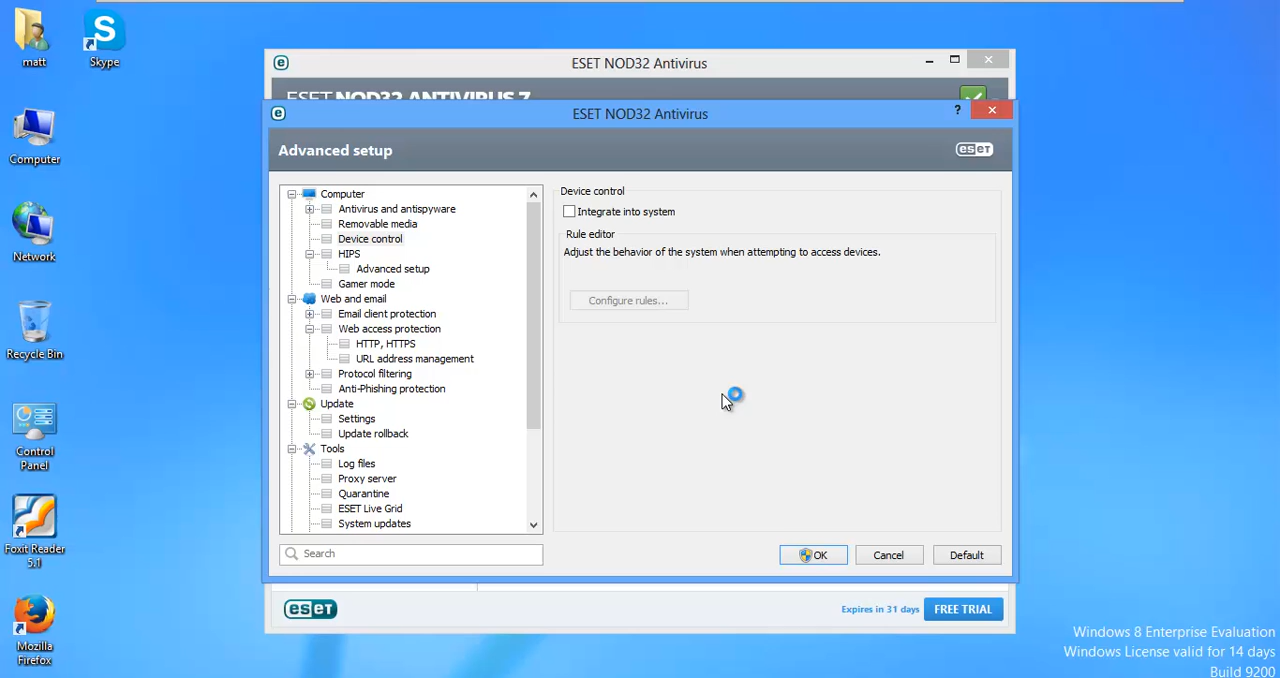 matt
Skype
Computer
Network
Recycle Bin
Control
Panel
Foxit Reader
5.1
Mozilla
Firefox
ESET NOD32 Antivirus
ESET NOD32 ANTIVIRUS 7
ESET NOD32 Antivirus
?
Advanced setup
eset
Computer
Antivirus and antispyware
Removable media
Device control
HIPS
Advanced setup
Gamer mode
Web and email
Email client protection
Web access protection
HTTP, HTTPS
URL address management
Protocol filtering
Anti-Phishing protection
Update
Settings
Update rollback
Tools
Log files
Proxy server
Quarantine
ESET Live Grid
System updates
Search
Device control
Integrate into system
Rule editor
Adjust the behavior of the system when attempting to access devices.
Configure rules...
OK
Cancel
Default
eset
Expires in 31 days
FREE TRIAL
Windows 8 Enterprise Evaluation
Windows License valid for 14 days
Build 9200